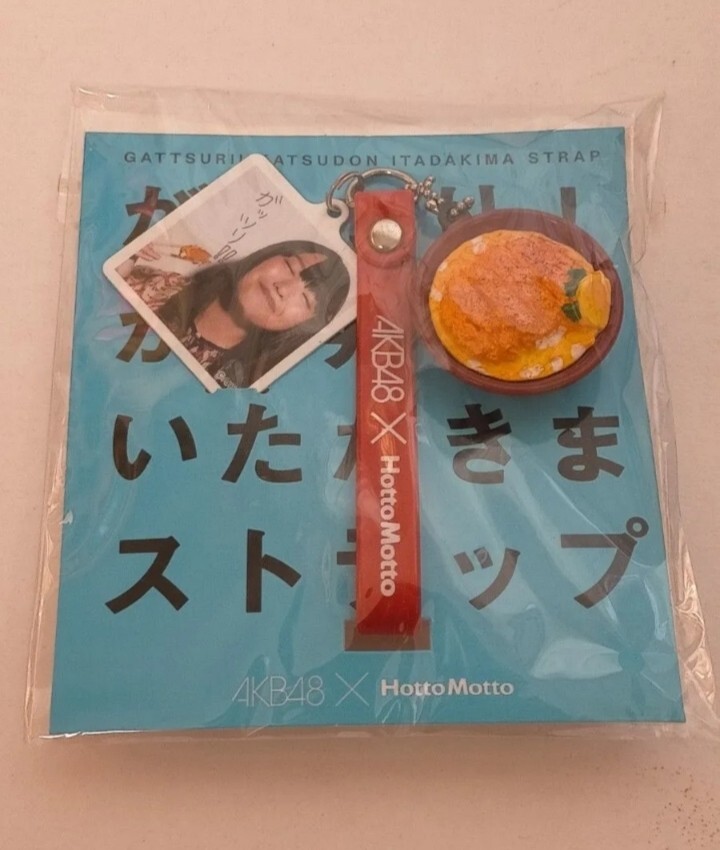 GATTSURI! KATSUDON ITADAKIMA STRAP
いただきま
ストラップ
ガッツリ!!
AKB48 × HottoMotto
AKB48 × HottoMotto